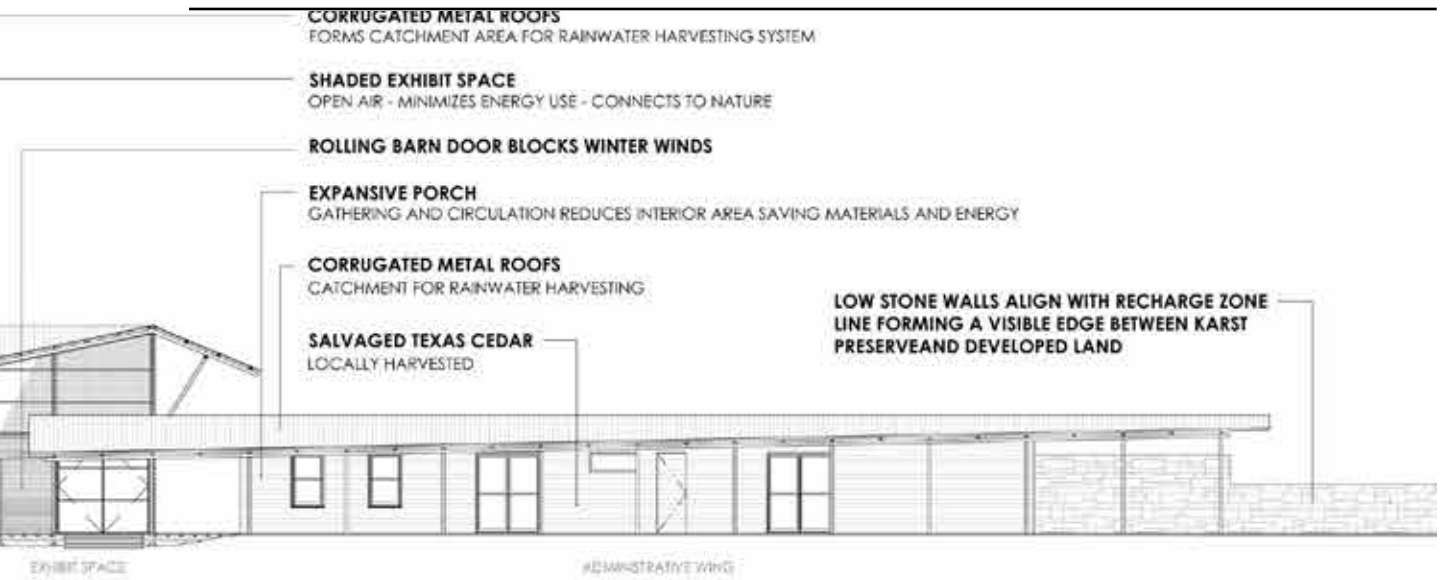 CORRUGATED METAL ROOFS
FORMS CATCHMENT AREA FOR RAINWATER HARVESTING SYSTEM
SHADED EXHIBIT SPACE
OPEN AIR - MINIMIZES ENERGY USE - CONNECTS TO NATURE
ROLLING BARN DOOR BLOCKS WINTER WINDS
EXPANSIVE PORCH
GATHERING AND CIRCULATION REDUCES INTERIOR AREA SAVING MATERIALS AND ENERGY
CORRUGATED METAL ROOFS
CATCHMENT FOR RAINWATER HARVESTING
SALVAGED TEXAS CEDAR
LOCALLY HARVESTED
LOW STONE WALLS ALIGN WITH RECHARGE ZONE
LINE FORMING A VISIBLE EDGE BETWEEN KARST
PRESERVEAND DEVELOPED LAND
EXHIBIT SPACE
ADMINISTRATIVE WING